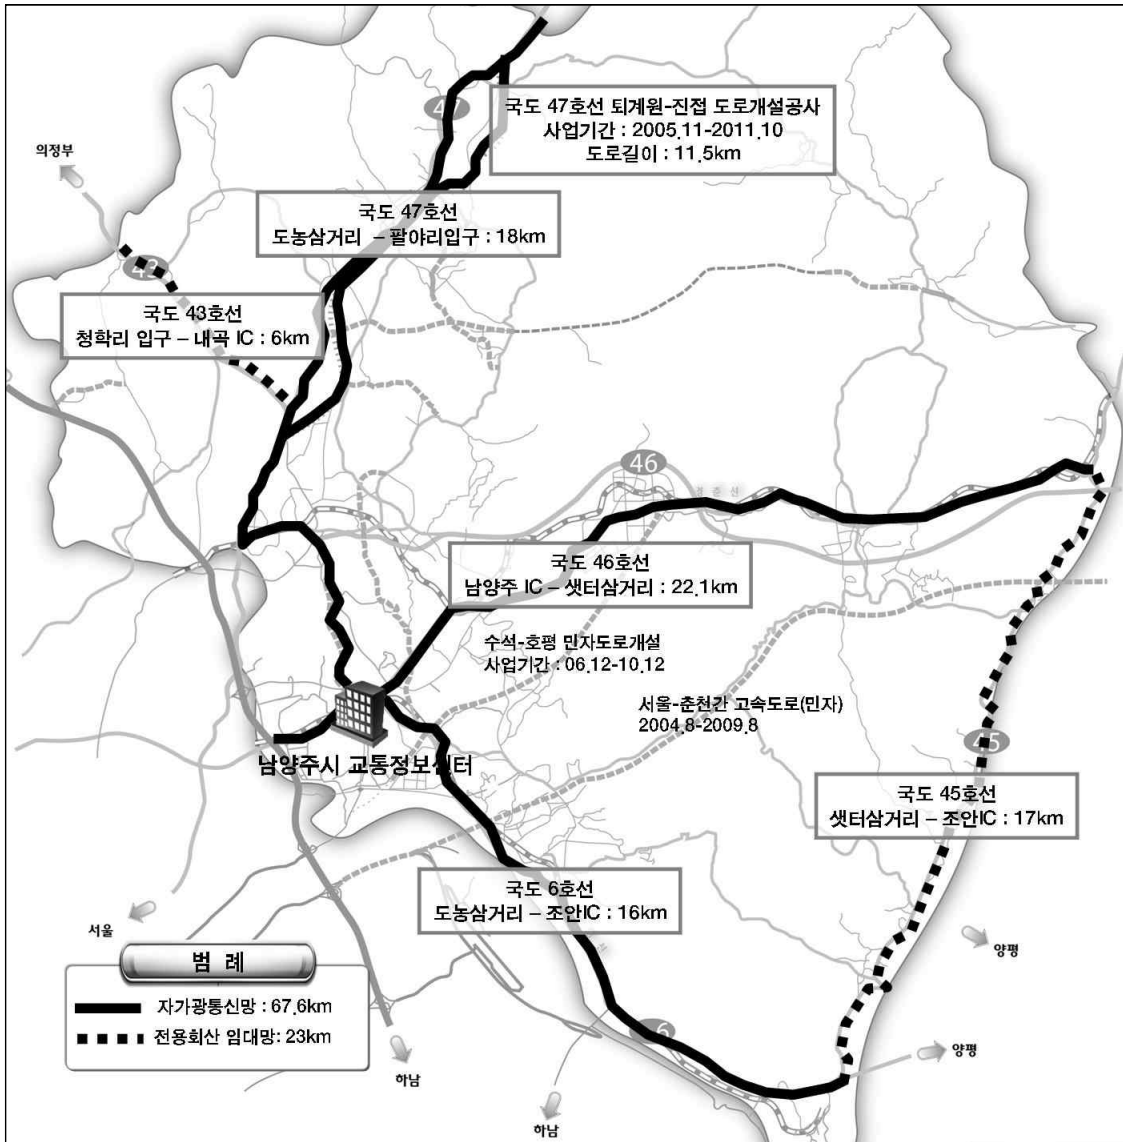 국도 47호선 퇴계원-진접 도로개설공사
사업기간 : 2005.11-2011.10
도로길이 : 11.5km
47
의정부
국도 47호선
도농삼거리 - 팔야리입구 : 18km
43
국도 43호선
청학리 입구 - 내곡 IC : 6km
46
경춘선
국도 46호선
남양주 IC - 샛터삼거리 : 22.1km
수석-호평 민자도로개설
사업기간 : 06.12-10.12
서울-춘천간 고속도로(민자)
2004.8-2009.8
45
남양주시 교통정보센터
국도 45호선
샛터삼거리 - 조안IC : 17km
국도 6호선
도농삼거리 - 조안IC : 16km
서울
양평
범 례
자가광통신망 : 67.6km
전용회산 임대망: 23km
6
양평
하남
하남